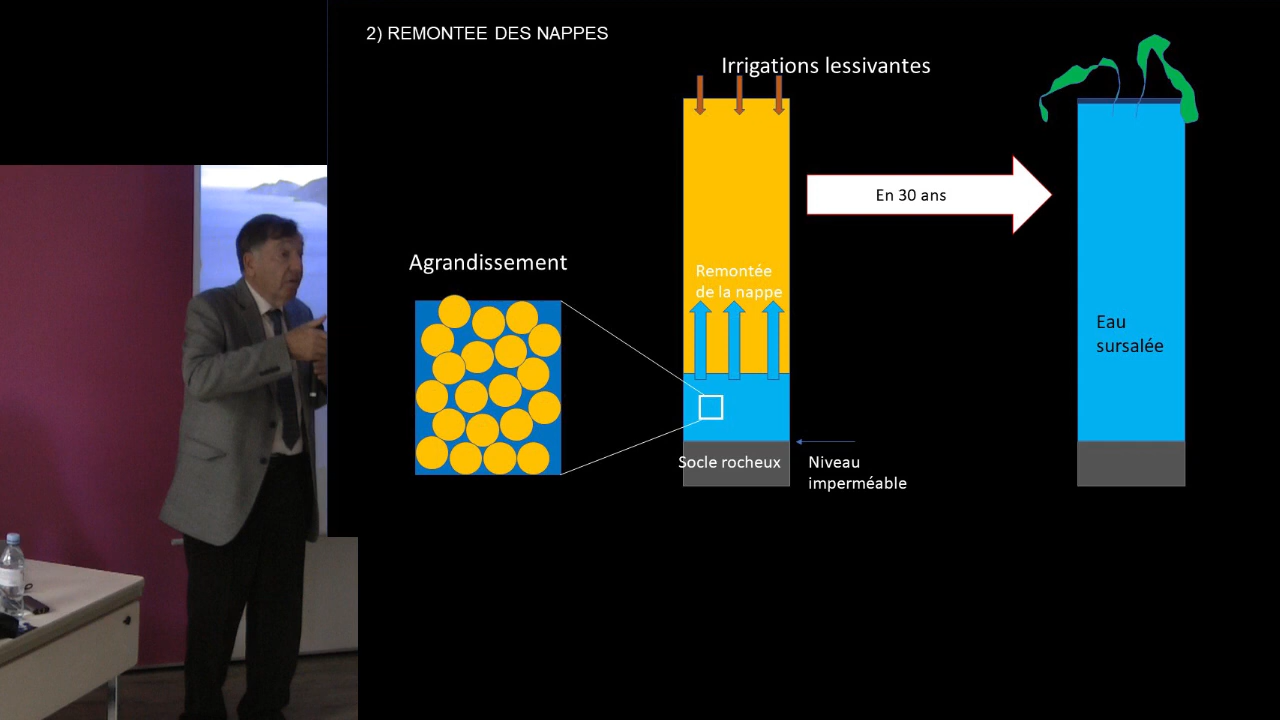 2) REMONTEE DES NAPPES
Irrigations lessivantes
En 30 ans
Agrandissement
Remontée
de la nappe
Eau
sursalée
Socle rocheux
Niveau
imperméable